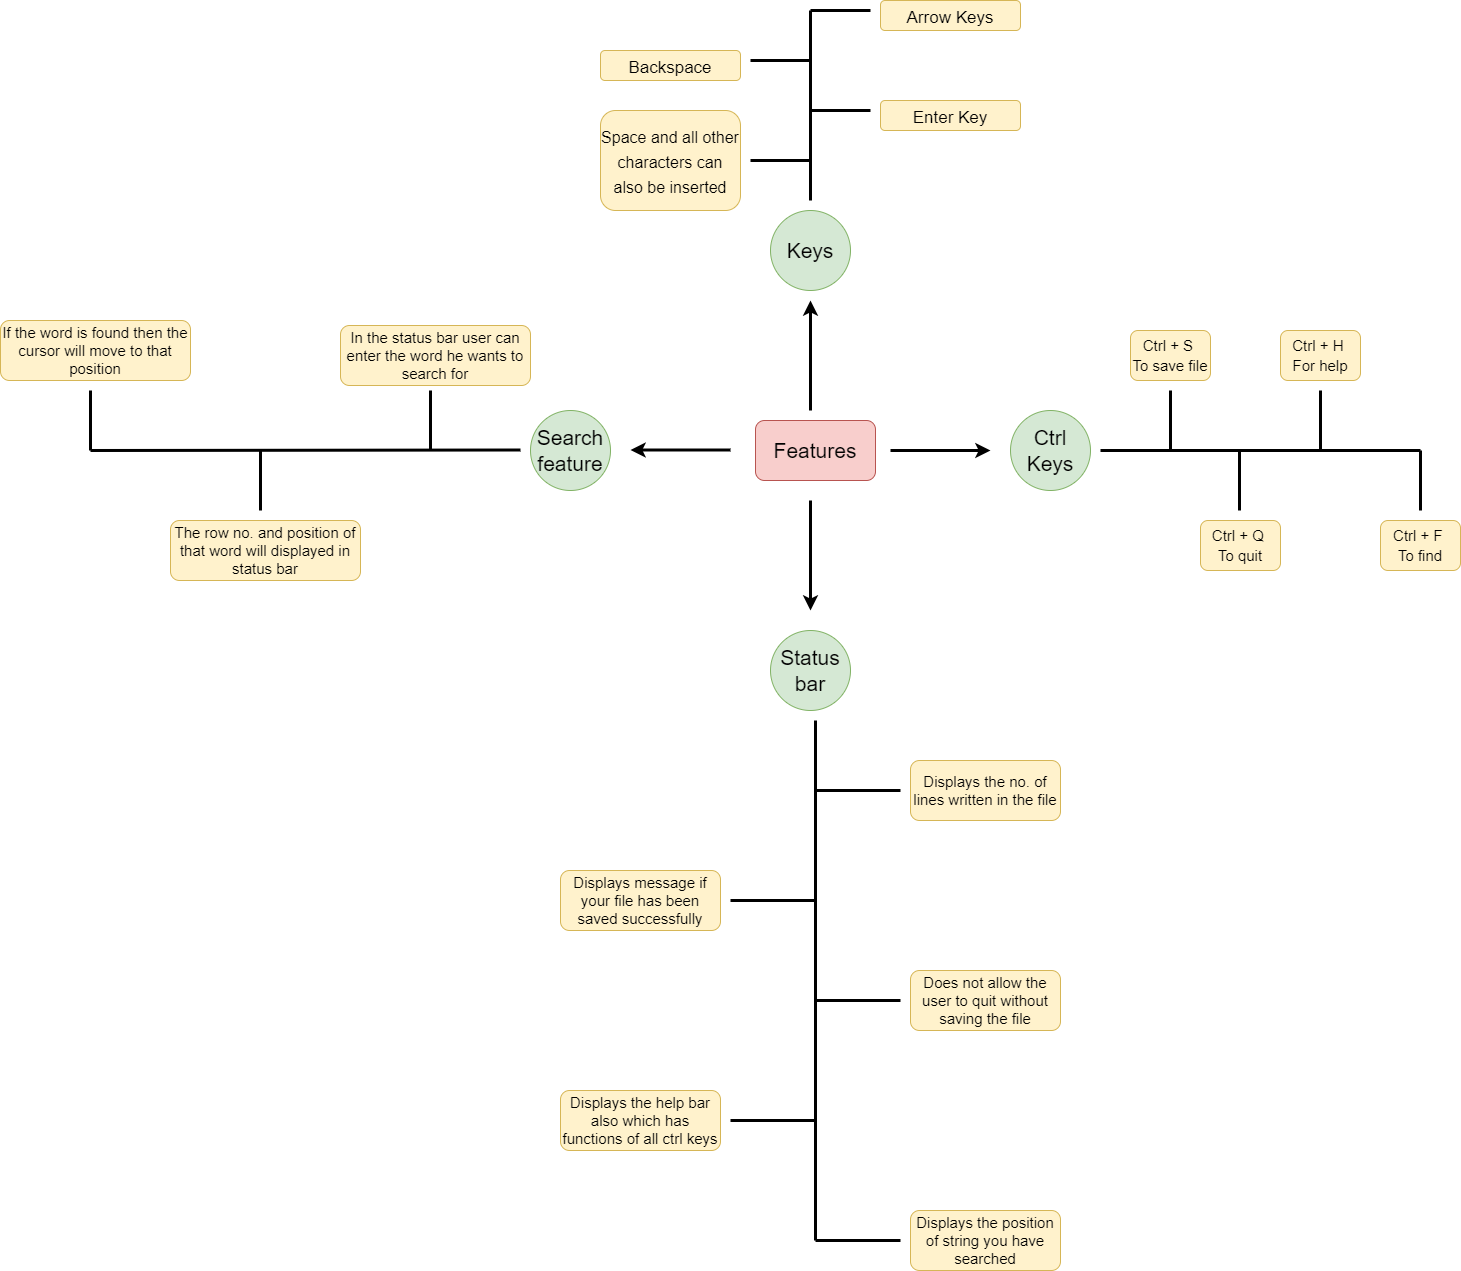 Arrow Keys
Backspace
Enter Key
Space and all other
characters can
also be inserted
Keys
If the word is found then the
cursor will move to that
position
In the status bar user can
enter the word he wants to
search for
Ctrl + S
To save file
Ctrl + H
For help
Search
feature
Features
Ctrl
Keys
The row no. and position of
that word will displayed in
status bar
Ctrl + Q
To quit
Ctrl + F
To find
Status
bar
Displays the no. of
lines written in the file
Displays message if
your file has been
saved successfully
Does not allow the
user to quit without
saving the file
Displays the help bar
also which has
functions of all ctrl keys
Displays the position
of string you have
searched